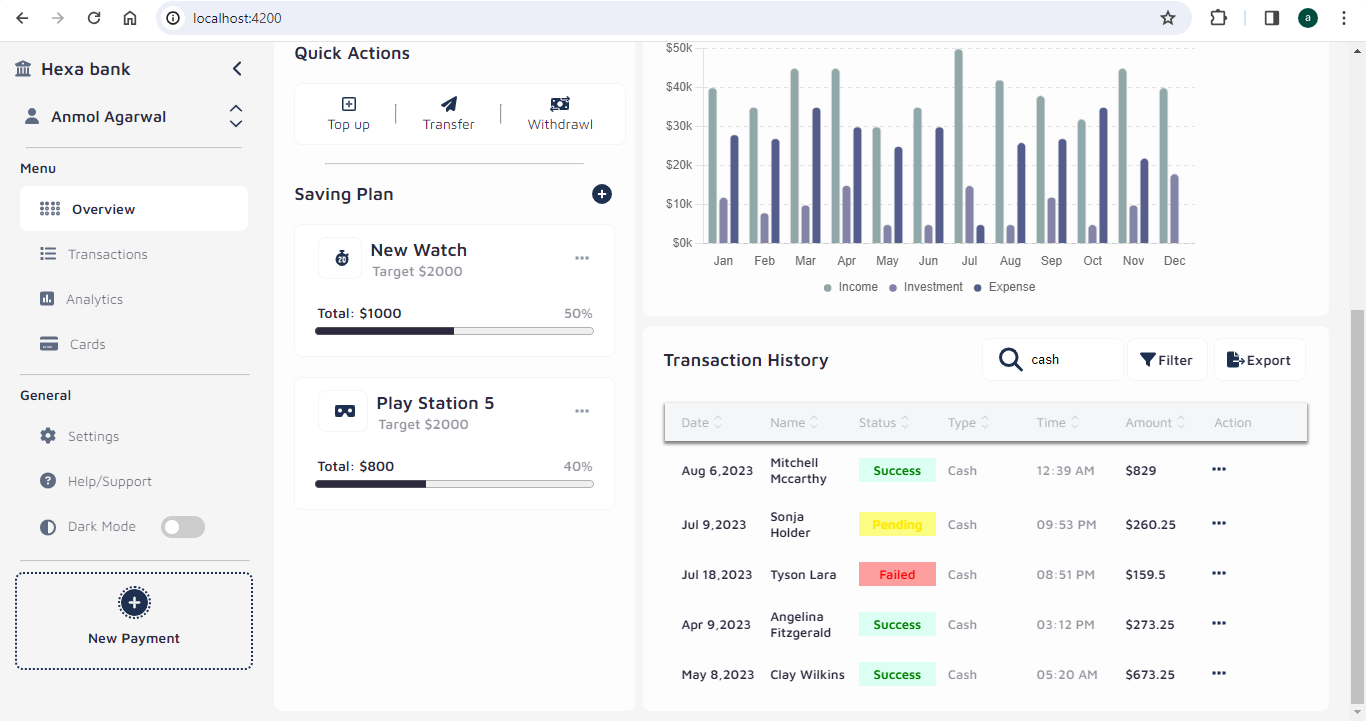 localhost:4200
a
Hexa bank
Anmol Agarwal
Menu
Overview
Transactions
Analytics
Cards
General
Settings
Help/Support
Dark Mode
New Payment
Quick Actions
Top up
Transfer
Withdrawl
Saving Plan
20
New Watch
Target $2000
Total: $1000 50%
Play Station 5
Target $2000
Total: $800 40%
$50k
$40k
$30k
$20k
$10k
$0k
Jan Feb Mar Apr May Jun Jul Aug Sep Oct Nov Dec
Income Investment Expense
Transaction History
cash
Filter
Export
Date Name Status Type Time Amount Action
Aug 6,2023 Mitchell Mccarthy Success Cash 12:39 AM $829
Jul 9,2023 Sonja Holder Pending Cash 09:53 PM $260.25
Jul 18,2023 Tyson Lara Failed Cash 08:51 PM $159.5
Apr 9,2023 Angelina Fitzgerald Success Cash 03:12 PM $273.25
May 8,2023 Clay Wilkins Success Cash 05:20 AM $673.25